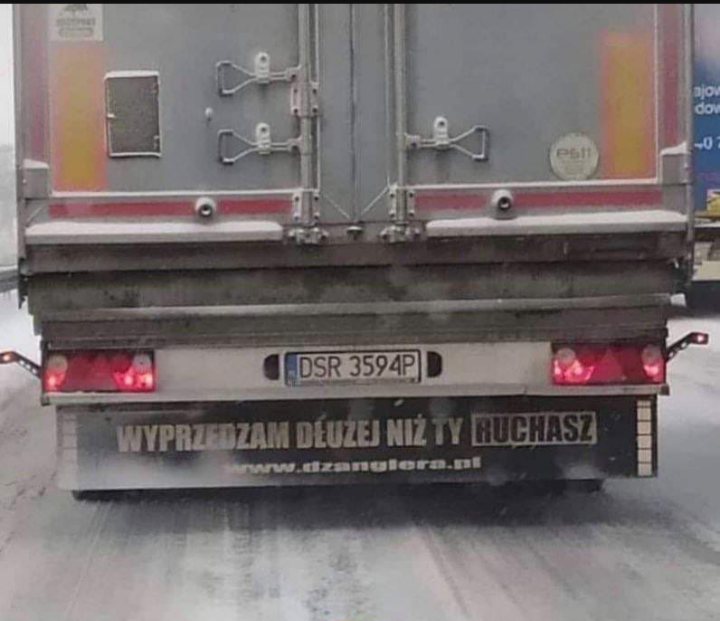 DSR 3594P
WYPRZEDZAM DŁUŻEJ NIŻ TY RUCHASZ
www.dzanglera.pl